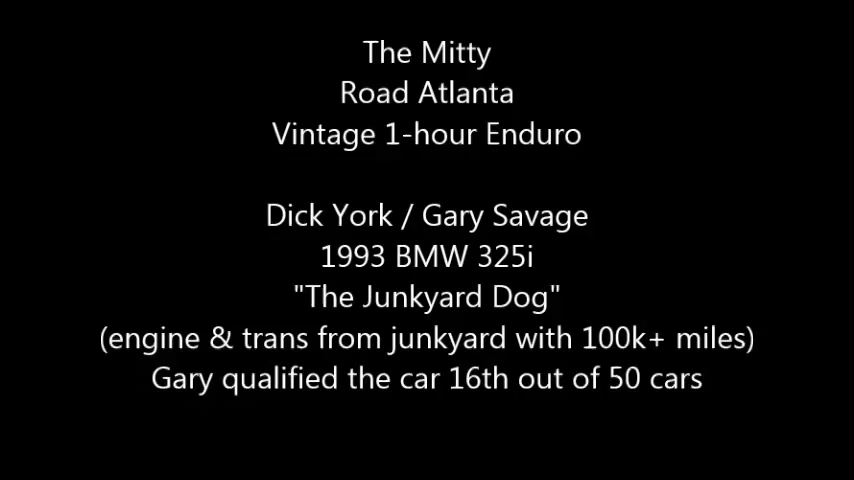 The Mitty
Road Atlanta
Vintage 1-hour Enduro
Dick York / Gary Savage
1993 BMW 325i
"The Junkyard Dog"
(engine & trans from junkyard with 100k+ miles)
Gary qualified the car 16th out of 50 cars